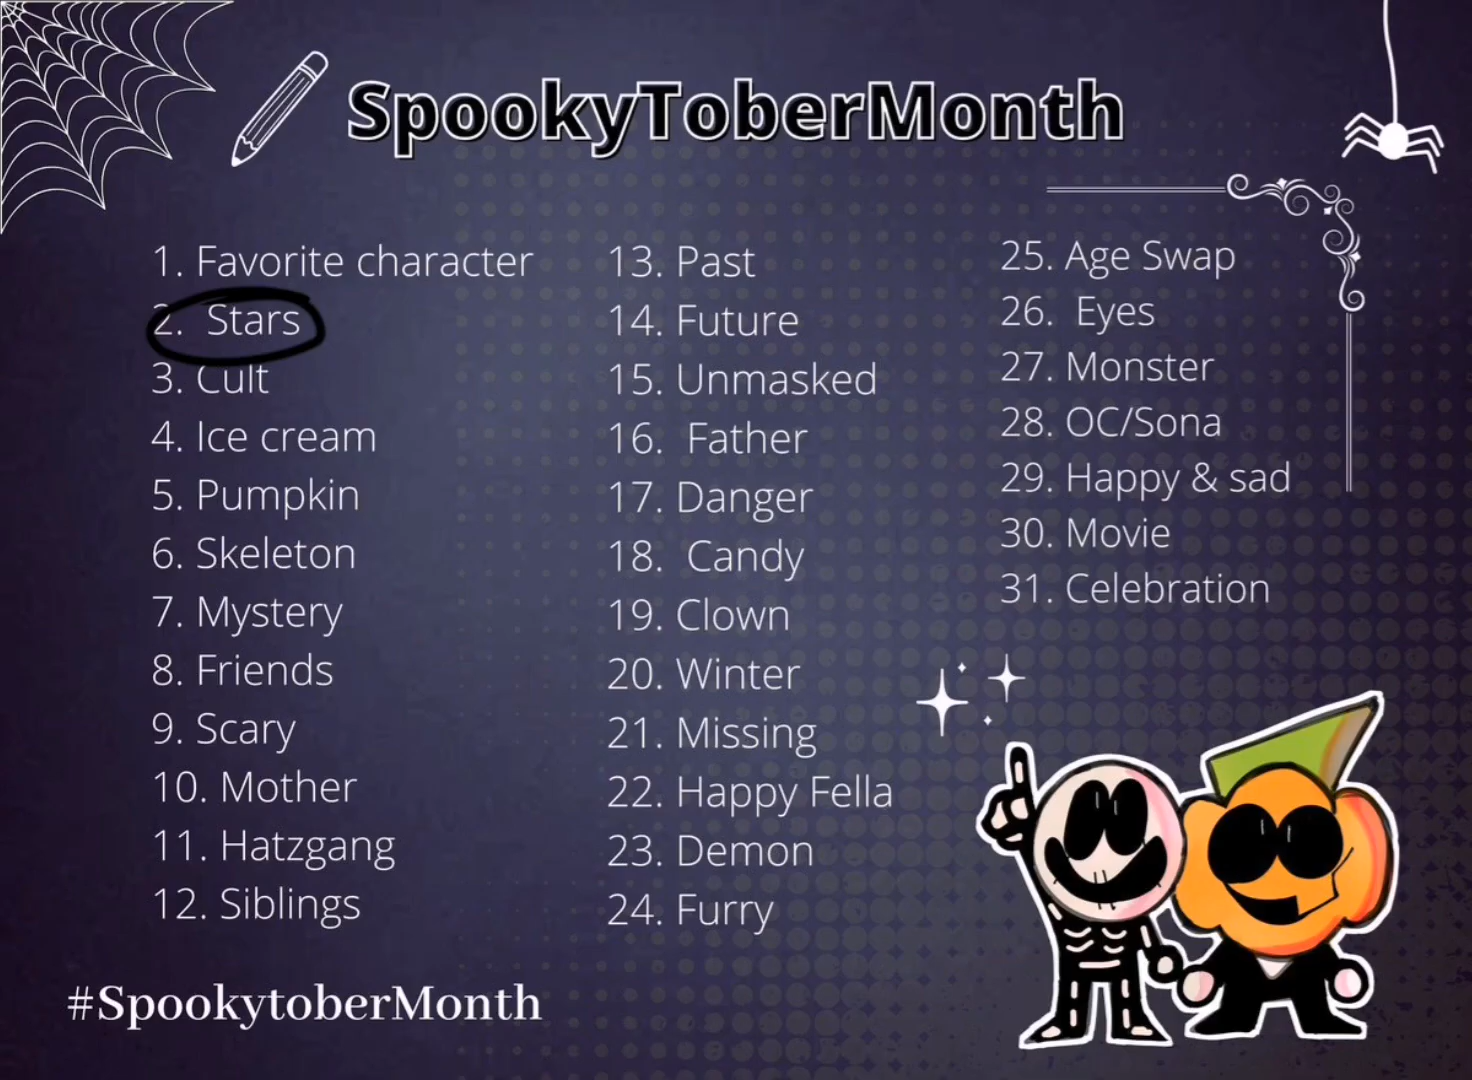 SpookyToberMonth
1. Favorite character
2. Stars
3. Cult
4. Ice cream
5. Pumpkin
6. Skeleton
7. Mystery
8. Friends
9. Scary
10. Mother
11. Hatzgang
12. Siblings
13. Past
14. Future
15. Unmasked
16. Father
17. Danger
18. Candy
19. Clown
20. Winter
21. Missing
22. Happy Fella
23. Demon
24. Furry
25. Age Swap
26. Eyes
27. Monster
28. OC/Sona
29. Happy & sad
30. Movie
31. Celebration
#SpookytoberMonth